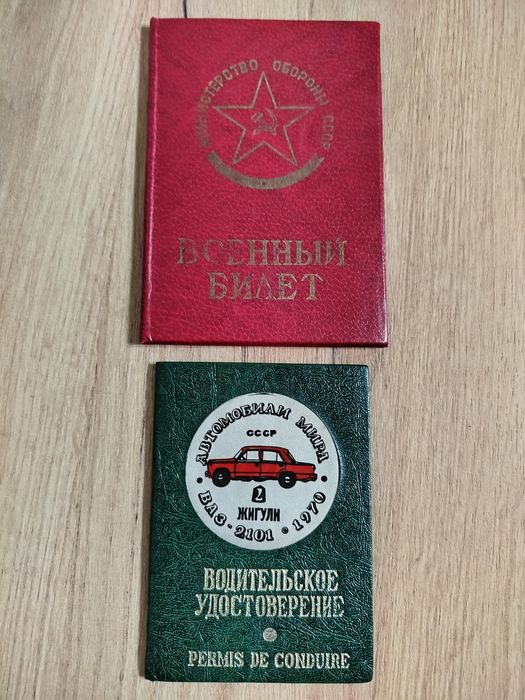 МИНИСТЕРСТВО ОБОРОНЫ СССР
ВОЕННЫЙ
БИЛЕТ
АВТОМОБИЛИ МИРА
СССР
2
ЖИГУЛИ
ВАЗ-2101 • 1970
ВОДИТЕЛЬСКОЕ
УДОСТОВЕРЕНИЕ
PERMIS DE CONDUIRE